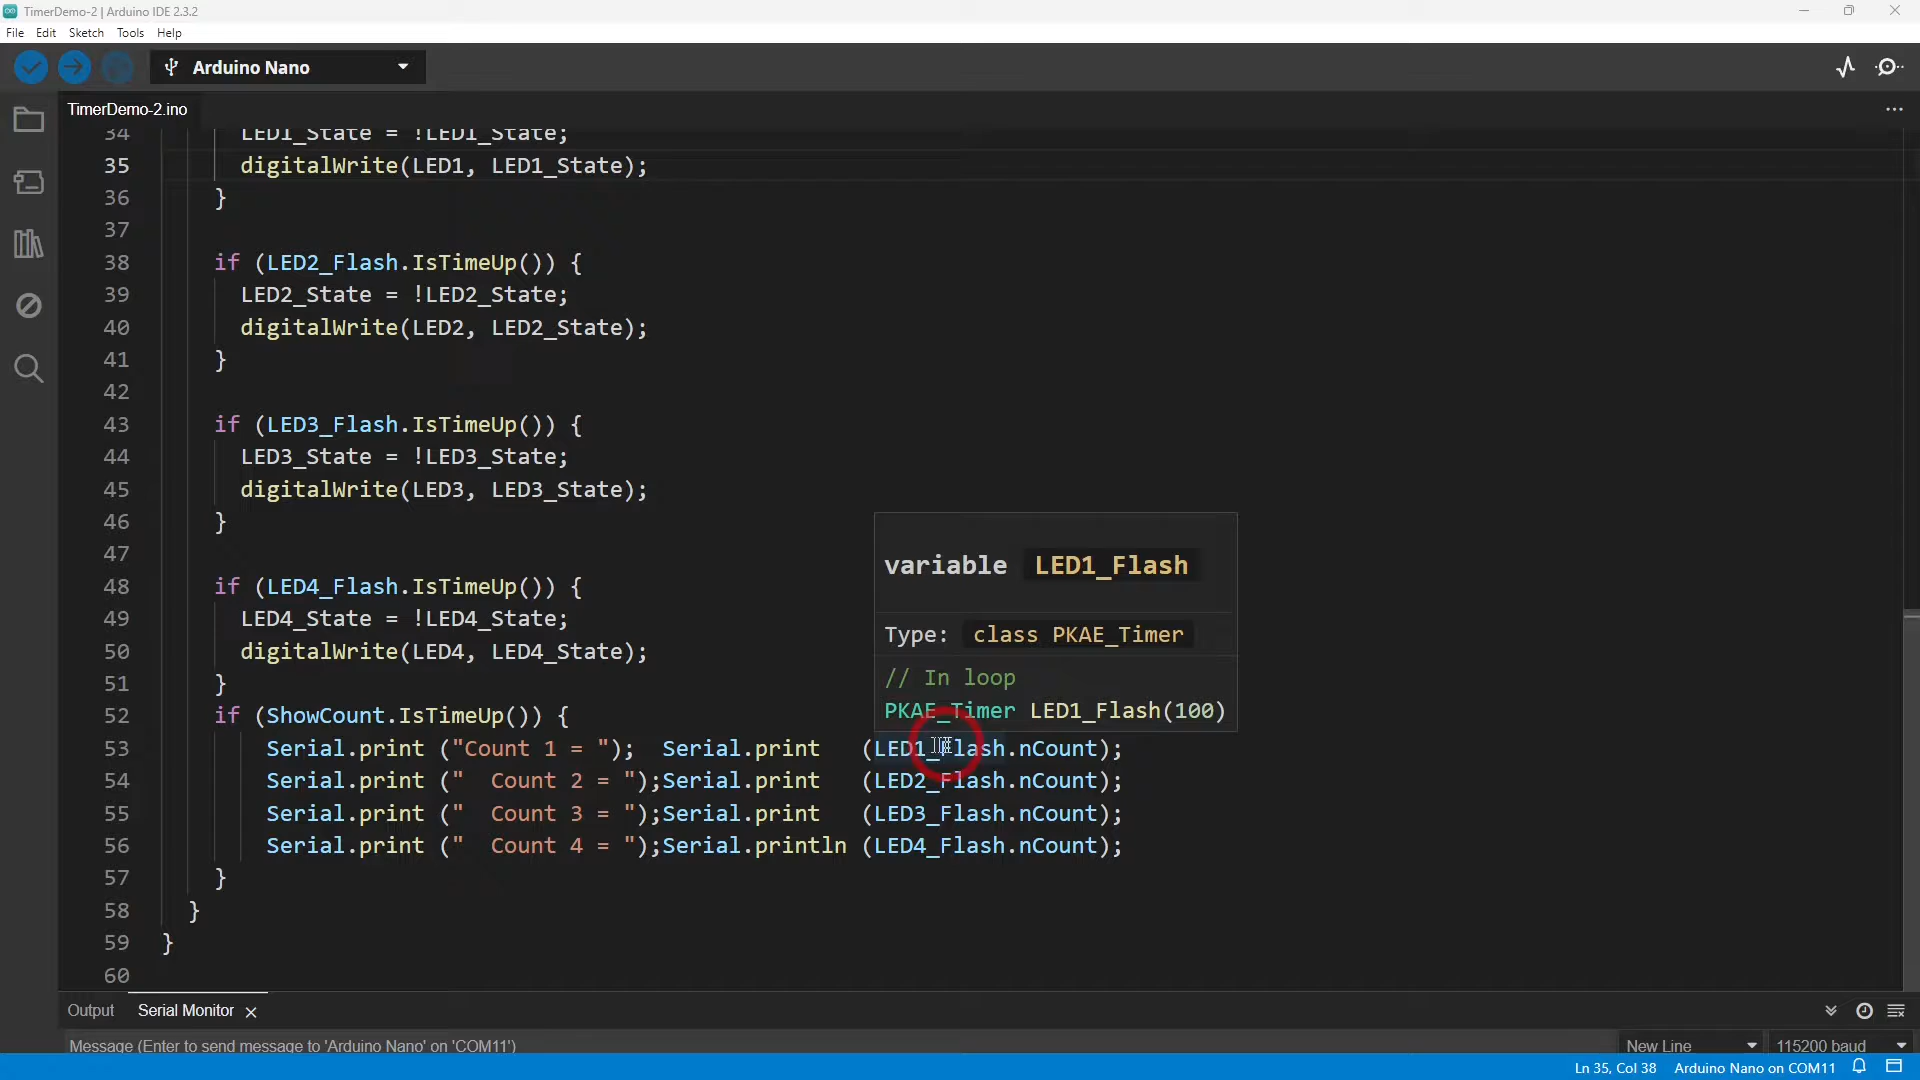 TimerDemo-2 | Arduino IDE 2.3.2
File Edit Sketch Tools Help
Arduino Nano
TimerDemo-2.ino
34 LED1_State = !LED1_State;
35 digitalWrite(LED1, LED1_State);
36 }
37
38 if (LED2_Flash.IsTimeUp()) {
39 LED2_State = !LED2_State;
40 digitalWrite(LED2, LED2_State);
41 }
42
43 if (LED3_Flash.IsTimeUp()) {
44 LED3_State = !LED3_State;
45 digitalWrite(LED3, LED3_State);
46 }
47
48 if (LED4_Flash.IsTimeUp()) {
49 LED4_State = !LED4_State;
50 digitalWrite(LED4, LED4_State);
51 }
variable LED1_Flash
Type: class PKAE_Timer
// In loop
PKAE_Timer LED1_Flash(100)
52 if (ShowCount.IsTimeUp()) {
53 Serial.print ("Count 1 = "); Serial.print (LED1_Flash.nCount);
54 Serial.print ("  Count 2 = ");Serial.print (LED2_Flash.nCount);
55 Serial.print ("  Count 3 = ");Serial.print (LED3_Flash.nCount);
56 Serial.print ("  Count 4 = ");Serial.println (LED4_Flash.nCount);
57 }
58 }
59 }
60
Output Serial Monitor
Message (Enter to send message to 'Arduino Nano' on 'COM11') New Line 115200 baud
Ln 35, Col 38 Arduino Nano on COM11